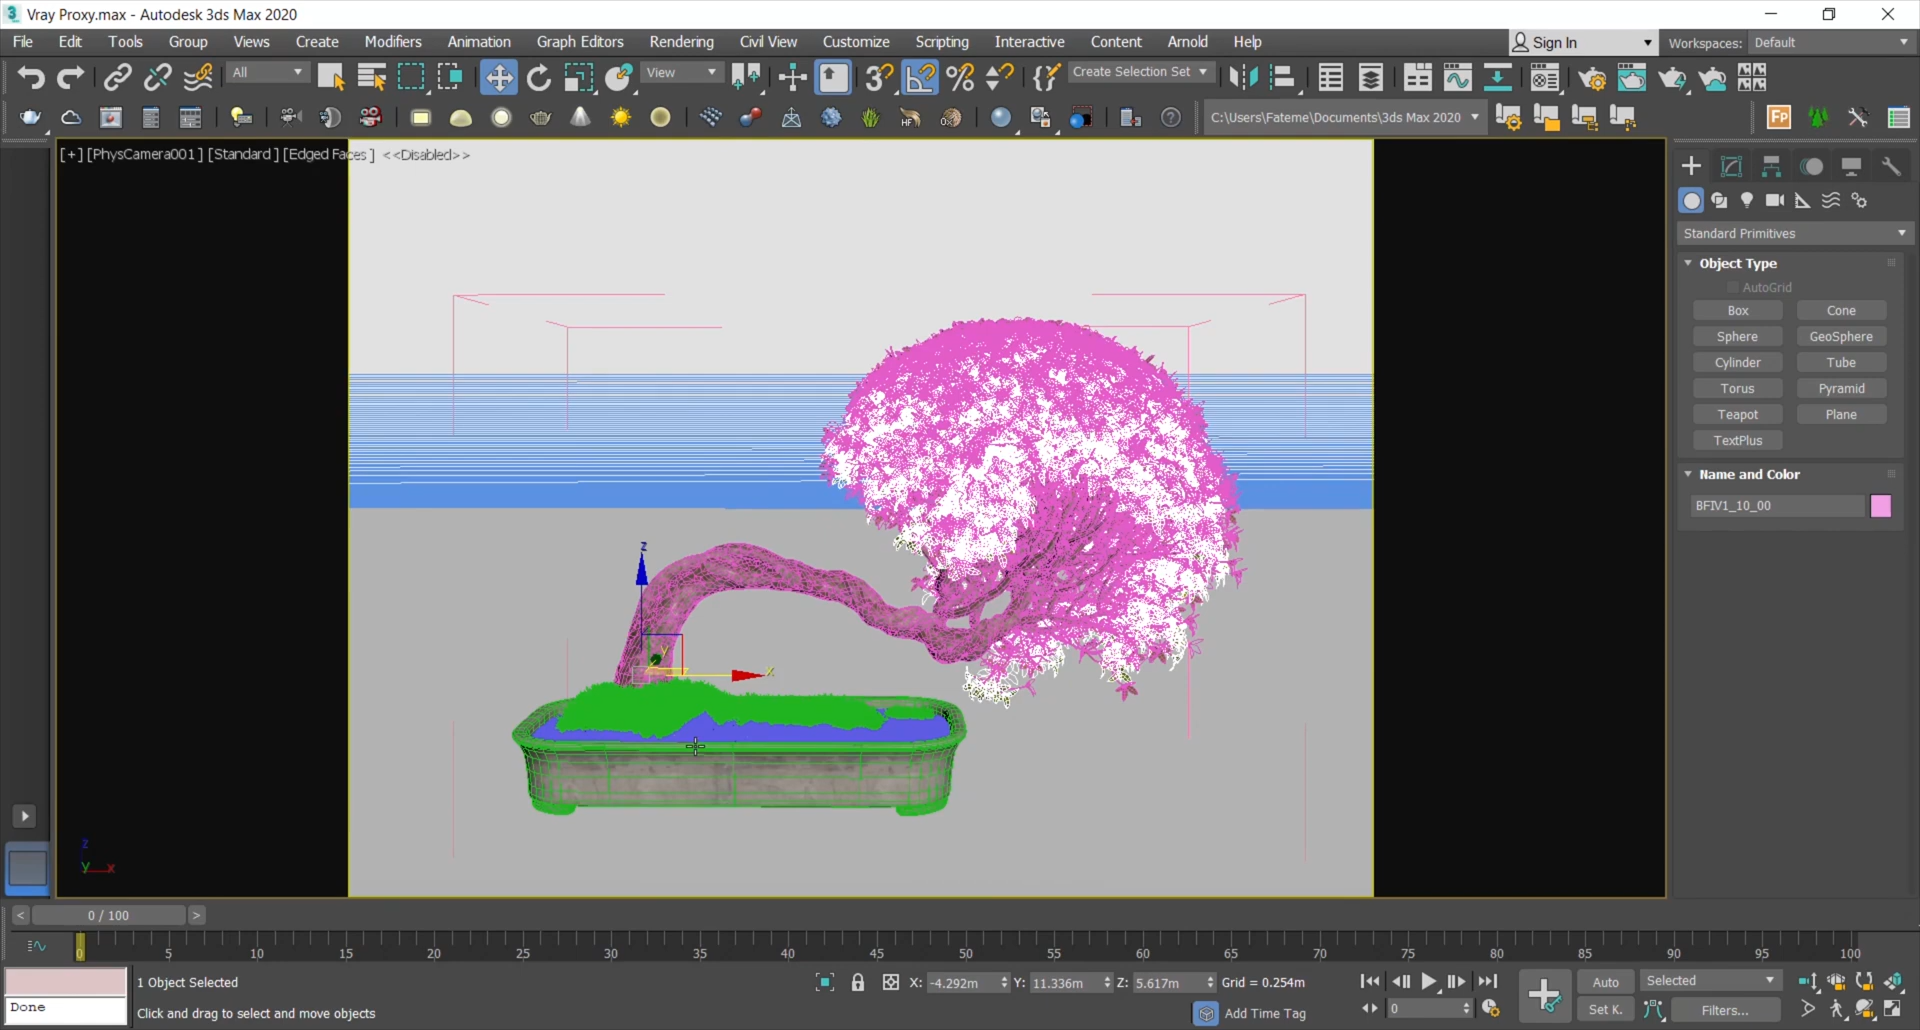 Vray Proxy.max - Autodesk 3ds Max 2020
File Edit Tools Group Views Create Modifiers Animation Graph Editors Rendering Civil View Customize Scripting Interactive Content Arnold Help
Sign In
Workspaces: Default
All
View
Create Selection Set
C:\Users\Fateme\Documents\3ds Max 2020
Fp
[+] [PhysCamera001 ] [Standard ] [Edged Faces ] <<Disabled>>
Standard Primitives
Object Type
AutoGrid
Box Cone
Sphere GeoSphere
Cylinder Tube
Torus Pyramid
Teapot Plane
TextPlus
Name and Color
BFIV1_10_00
z
y
x
z
y x
< 0 / 100 >
0 5 10 15 20 25 30 35 40 45 50 55 60 65 70 75 80 85 90 95 100
1 Object Selected
X: -4.292m Y: 11.336m Z: 5.617m Grid = 0.254m
Auto Selected
Done
Click and drag to select and move objects
Add Time Tag
0
Set K. Filters...